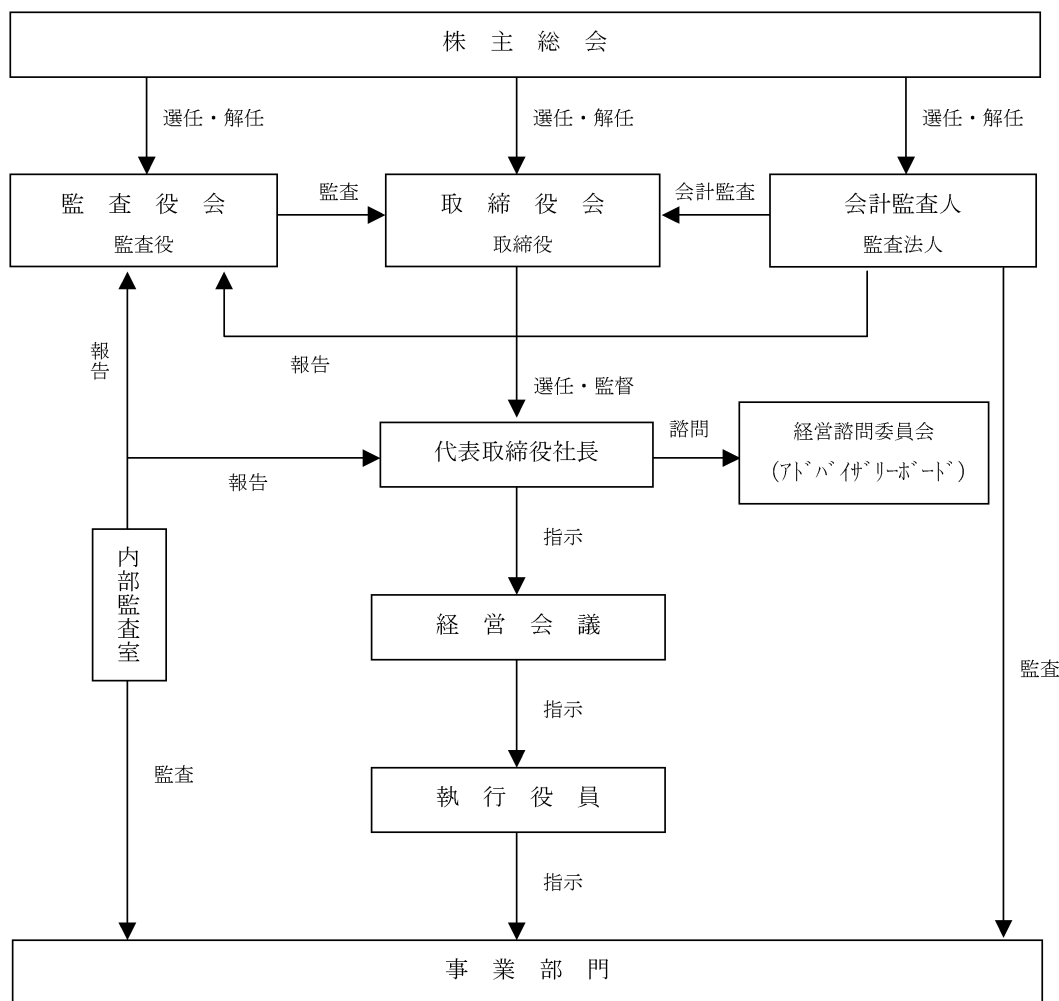 株 主 総 会
選任・解任
選任・解任
選任・解任
監 査 役 会
監査役
監査
取 締 役 会
取締役
会計監査
会計監査人
監査法人
報告
報告
選任・監督
代表取締役社長
諮問
経営諮問委員会
(ｱﾄﾞﾊﾞｲｻﾞﾘｰﾎﾞｰﾄﾞ)
報告
指示
内部監査室
経 営 会 議
監査
指示
監査
執 行 役 員
指示
事 業 部 門